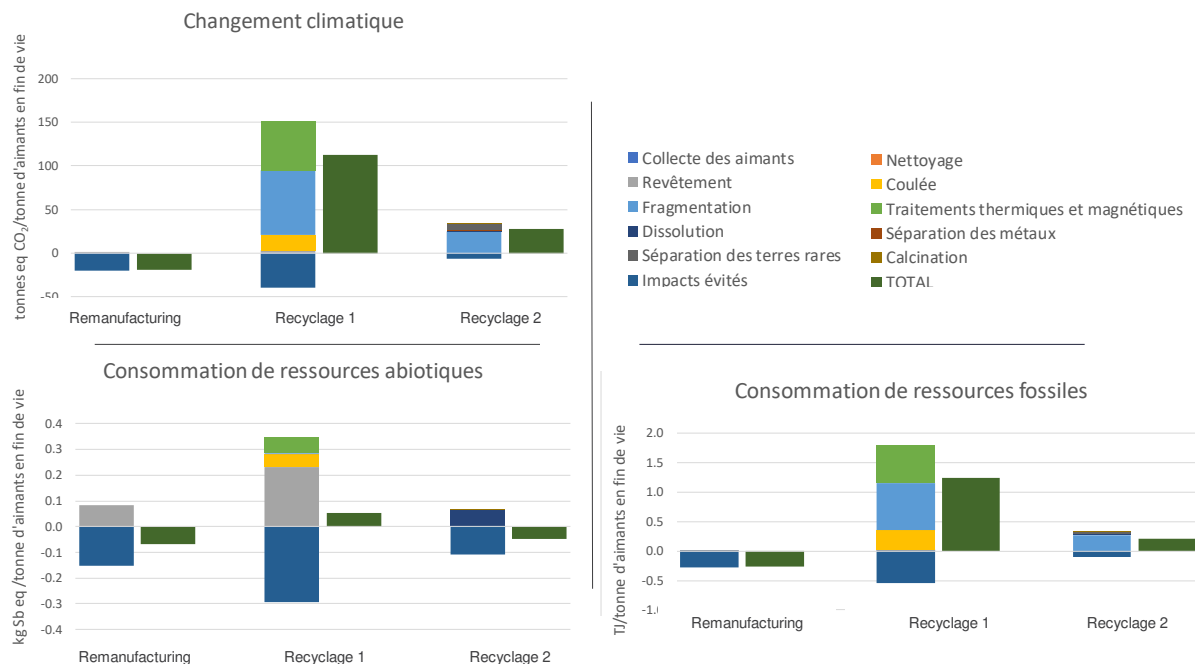 Changement climatique
tonnes eq CO₂/tonne d'aimants en fin de vie
200
150
100
50
0
-50
Remanufacturing
Recyclage 1
Recyclage 2
Collecte des aimants
Nettoyage
Revêtement
Coulée
Fragmentation
Traitements thermiques et magnétiques
Dissolution
Séparation des métaux
Séparation des terres rares
Calcination
Impacts évités
TOTAL
Consommation de ressources abiotiques
kg Sb eq /tonne d'aimants en fin de vie
0.4
0.3
0.2
0.1
0.0
-0.1
-0.2
-0.3
-0.4
Remanufacturing
Recyclage 1
Recyclage 2
Consommation de ressources fossiles
TJ/tonne d'aimants en fin de vie
2.0
1.5
1.0
0.5
0.0
-0.5
-1.0
Remanufacturing
Recyclage 1
Recyclage 2